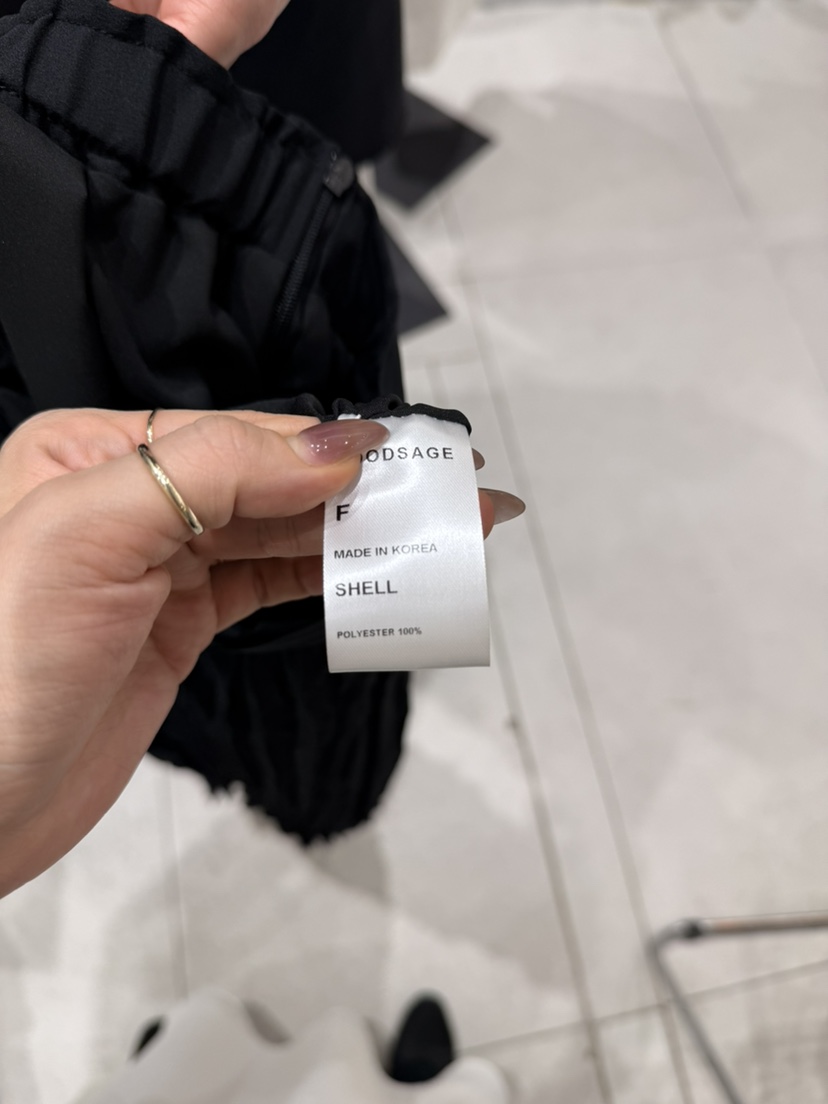 ODSAGE
F
MADE IN KOREA
SHELL
POLYESTER 100%